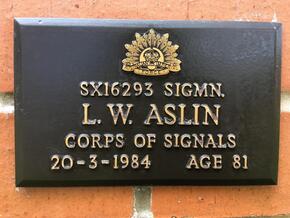 SX16293 SIGMN.
L. W. ASLIN
CORPS OF SIGNALS
20-3-1984 AGE 81